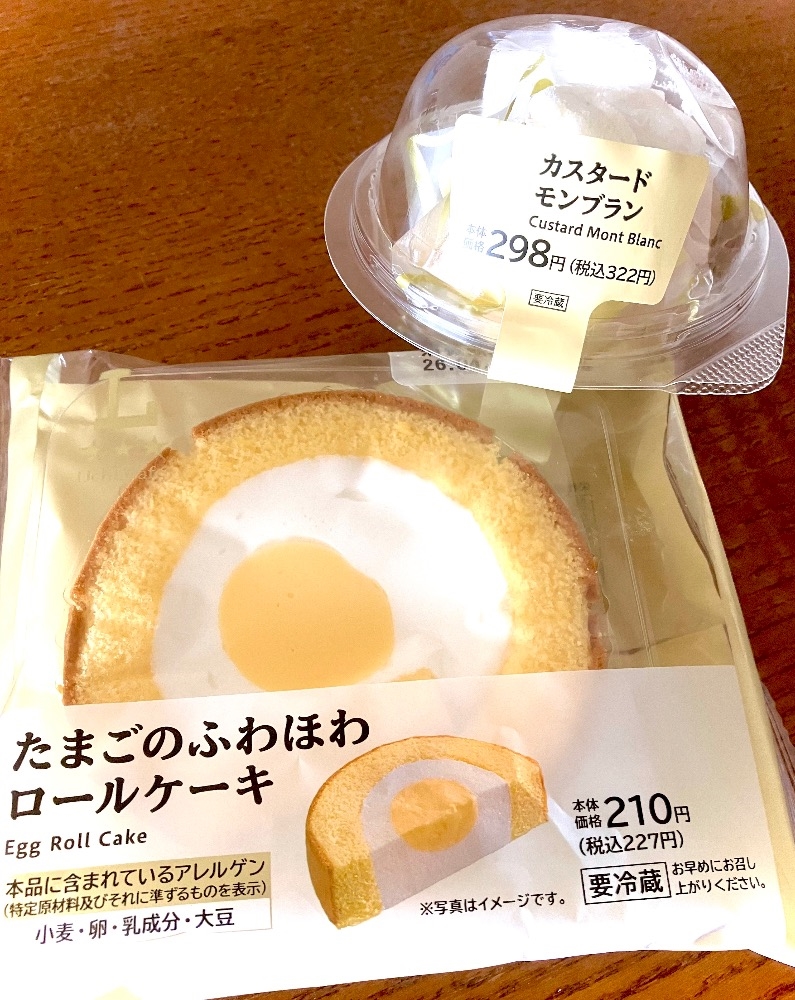 カスタード
モンブラン
Custard Mont Blanc
本体
価格 298円 (税込322円)
要冷蔵
たまごのふわほわ
ロールケーキ
Egg Roll Cake
本品に含まれているアレルゲン
(特定原材料及びそれに準ずるものを表示)
小麦・卵・乳成分・大豆
※写真はイメージです。
本体
価格 210円
(税込227円)
要冷蔵 お早めにお召し
上がりください。